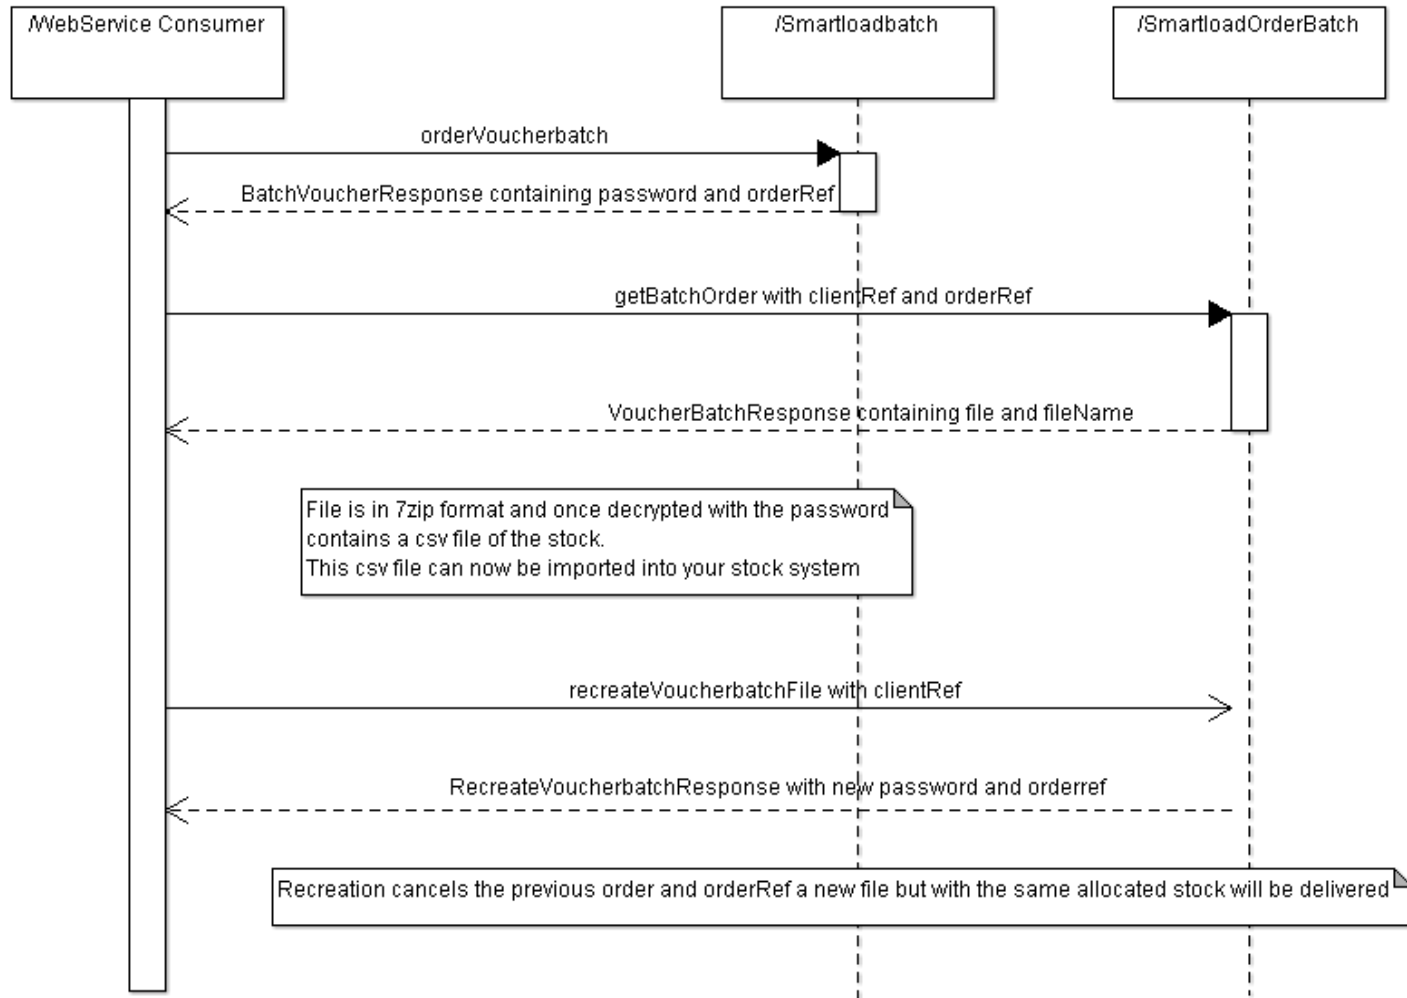 /WebService Consumer
/Smartloadbatch
/SmartloadOrderBatch
orderVoucherbatch
BatchVoucherResponse containing password and orderRef
getBatchOrder with clientRef and orderRef
VoucherBatchResponse containing file and fileName
File is in 7zip format and once decrypted with the password
contains a csv file of the stock.
This csv file can now be imported into your stock system
recreateVoucherbatchFile with clientRef
RecreateVoucherbatchResponse with new password and orderref
Recreation cancels the previous order and orderRef a new file but with the same allocated stock will be delivered